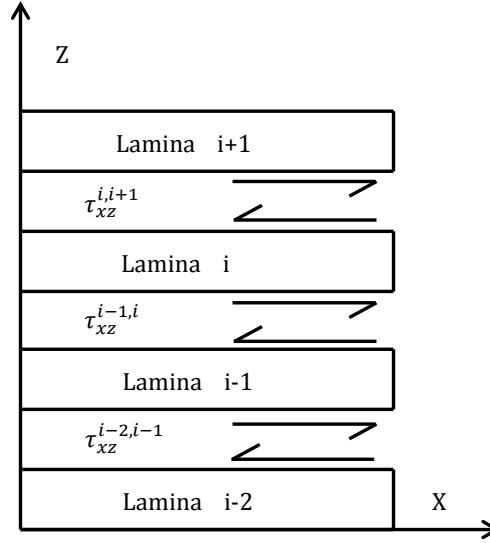 Z
Lamina i+1
τ_{xz}^{i,i+1}
Lamina i
τ_{xz}^{i−1,i}
Lamina i-1
τ_{xz}^{i−2,i−1}
Lamina i-2
X